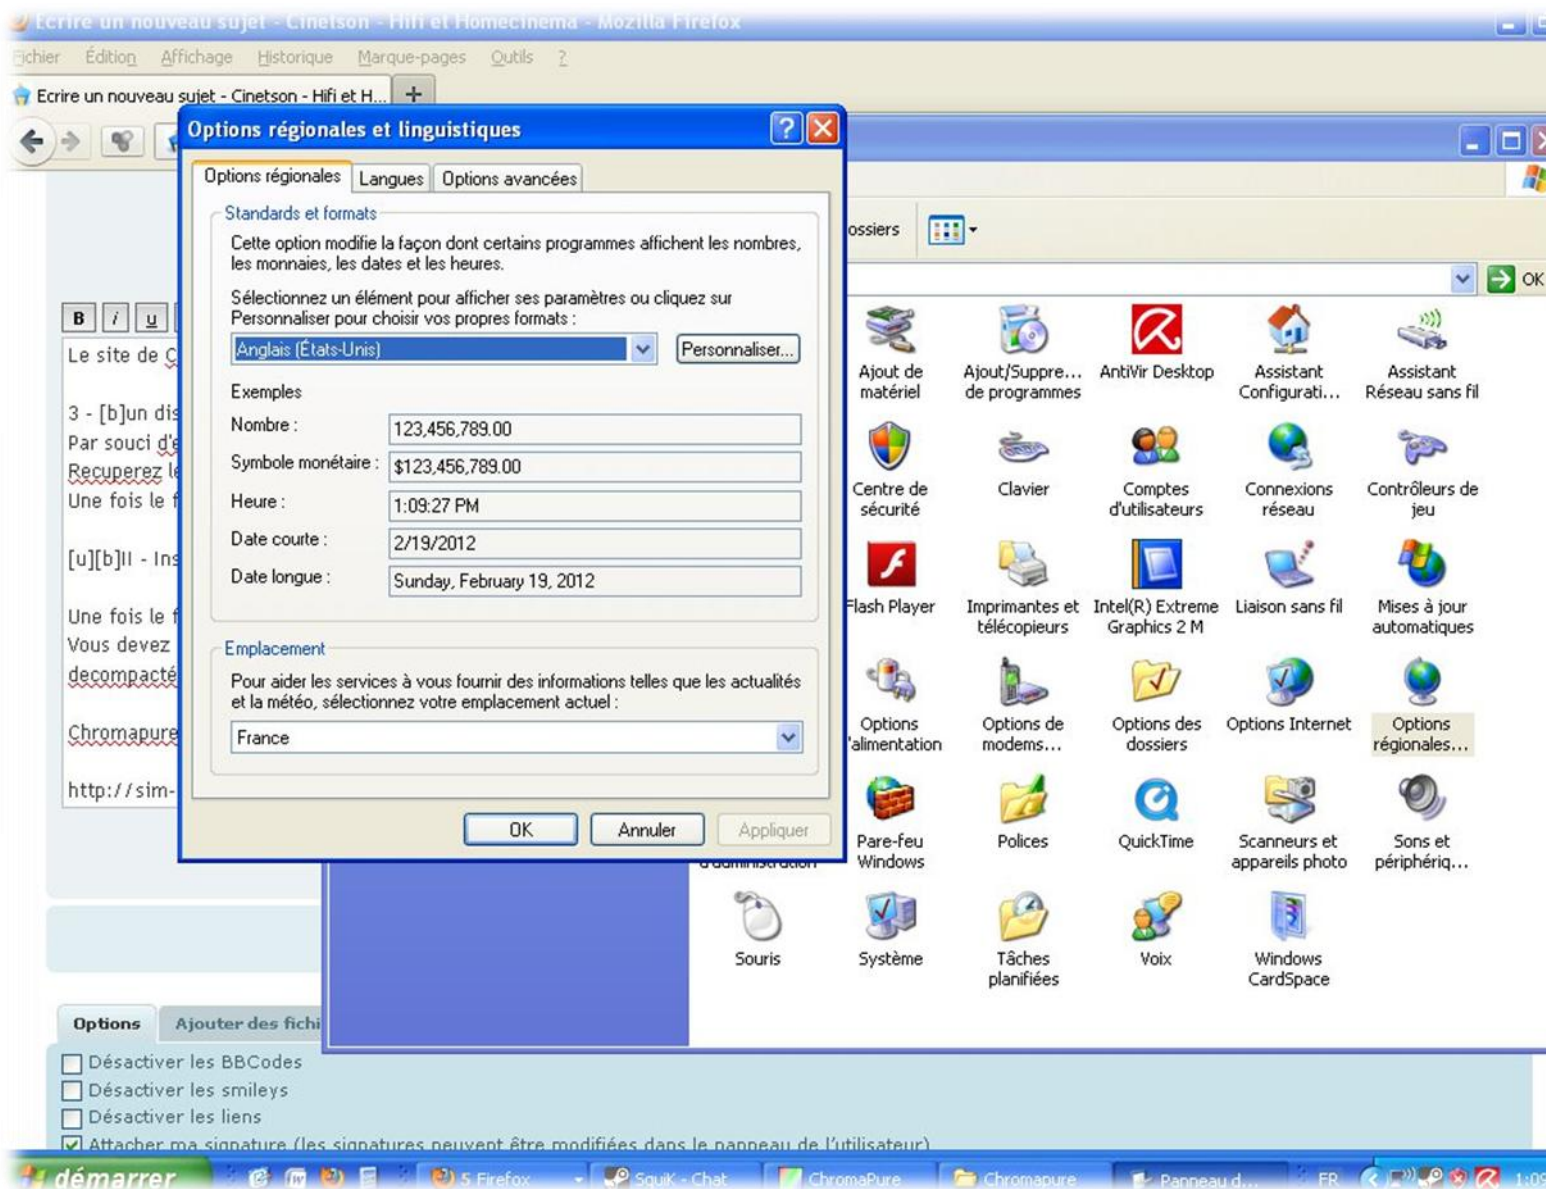 Ecrire un nouveau sujet - Cinetson - Hifi et Homecinema - Mozilla Firefox
Fichier Édition Affichage Historique Marque-pages Outils ?
Ecrire un nouveau sujet - Cinetson - Hifi et H... +
Options régionales et linguistiques
Options régionales Langues Options avancées
Standards et formats
Cette option modifie la façon dont certains programmes affichent les nombres,
les monnaies, les dates et les heures.
Sélectionnez un élément pour afficher ses paramètres ou cliquez sur
Personnaliser pour choisir vos propres formats :
Anglais (États-Unis) Personnaliser...
Exemples
Nombre : 123,456,789.00
Symbole monétaire : $123,456,789.00
Heure : 1:09:27 PM
Date courte : 2/19/2012
Date longue : Sunday, February 19, 2012
Emplacement
Pour aider les services à vous fournir des informations telles que les actualités
et la météo, sélectionnez votre emplacement actuel :
France
OK Annuler Appliquer
ossiers
OK
B i u
Le site de C
3 - [b]un dis
Par souci d'e
Recuperez le
Une fois le f
[u][b]II - Ins
Une fois le f
Vous devez
decompacté
Chromapure
http://sim-
Ajout de
matériel
Ajout/Suppre...
de programmes
AntiVir Desktop
Assistant
Configurati...
Assistant
Réseau sans fil
Centre de
sécurité
Clavier
Comptes
d'utilisateurs
Connexions
réseau
Contrôleurs de
jeu
Flash Player
Imprimantes et
télécopieurs
Intel(R) Extreme
Graphics 2 M
Liaison sans fil
Mises à jour
automatiques
Options
'alimentation
Options de
modems...
Options des
dossiers
Options Internet
Options
régionales...
d'administration
Pare-feu
Windows
Polices
QuickTime
Scanneurs et
appareils photo
Sons et
périphériq...
Souris
Système
Tâches
planifiées
Voix
Windows
CardSpace
Options Ajouter des fichi
Désactiver les BBCodes
Désactiver les smileys
Désactiver les liens
Attacher ma signature (les signatures peuvent être modifiées dans le panneau de l'utilisateur)
démarrer 5 Firefox SquiK - Chat ChromaPure Chromapure Panneau d... FR 1:09